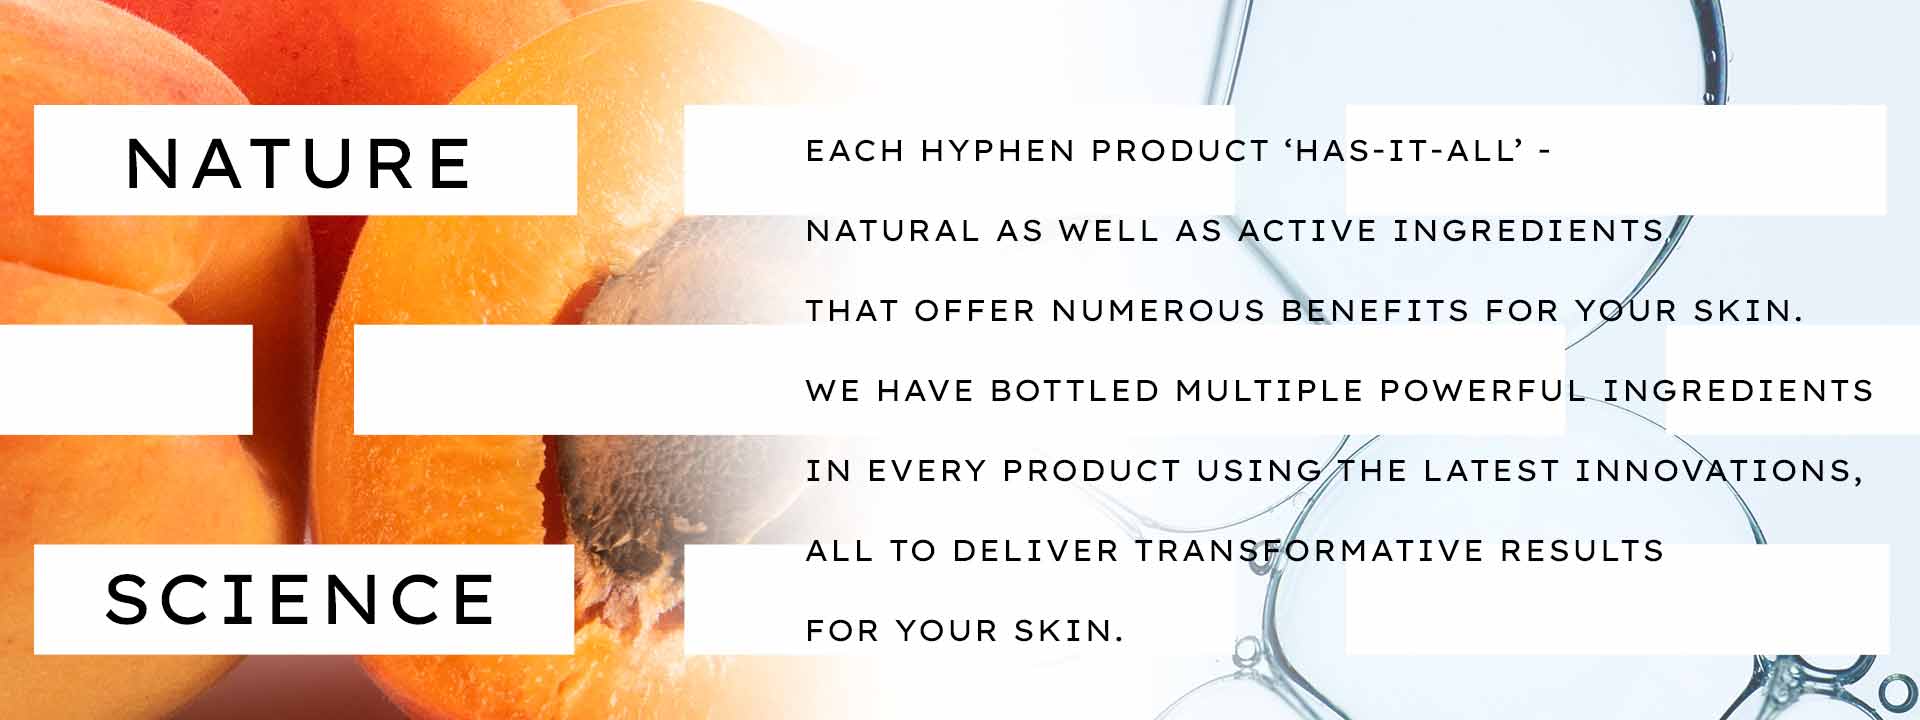 NATURE
SCIENCE
EACH HYPHEN PRODUCT ‘HAS-IT-ALL’ -
NATURAL AS WELL AS ACTIVE INGREDIENTS,
THAT OFFER NUMEROUS BENEFITS FOR YOUR SKIN.
WE HAVE BOTTLED MULTIPLE POWERFUL INGREDIENTS
IN EVERY PRODUCT USING THE LATEST INNOVATIONS,
ALL TO DELIVER TRANSFORMATIVE RESULTS
FOR YOUR SKIN.